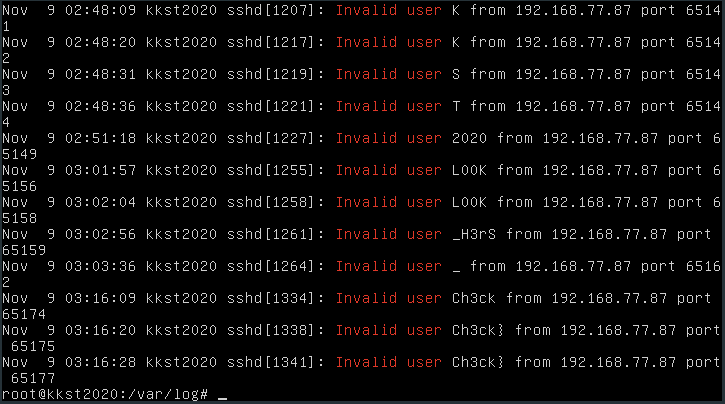 Nov  9 02:48:09 kkst2020 sshd[1207]: Invalid user K from 192.168.77.87 port 6514
1
Nov  9 02:48:20 kkst2020 sshd[1217]: Invalid user K from 192.168.77.87 port 6514
2
Nov  9 02:48:31 kkst2020 sshd[1219]: Invalid user S from 192.168.77.87 port 6514
3
Nov  9 02:48:36 kkst2020 sshd[1221]: Invalid user T from 192.168.77.87 port 6514
4
Nov  9 02:51:18 kkst2020 sshd[1227]: Invalid user 2020 from 192.168.77.87 port 6
5149
Nov  9 03:01:57 kkst2020 sshd[1255]: Invalid user L00K from 192.168.77.87 port 6
5156
Nov  9 03:02:04 kkst2020 sshd[1258]: Invalid user L00K from 192.168.77.87 port 6
5158
Nov  9 03:02:56 kkst2020 sshd[1261]: Invalid user _H3rS from 192.168.77.87 port
65159
Nov  9 03:03:36 kkst2020 sshd[1264]: Invalid user _ from 192.168.77.87 port 6516
2
Nov  9 03:16:09 kkst2020 sshd[1334]: Invalid user Ch3ck from 192.168.77.87 port
65174
Nov  9 03:16:20 kkst2020 sshd[1338]: Invalid user Ch3ck} from 192.168.77.87 port
 65175
Nov  9 03:16:28 kkst2020 sshd[1341]: Invalid user Ch3ck} from 192.168.77.87 port
 65177
root@kkst2020:/var/log# _